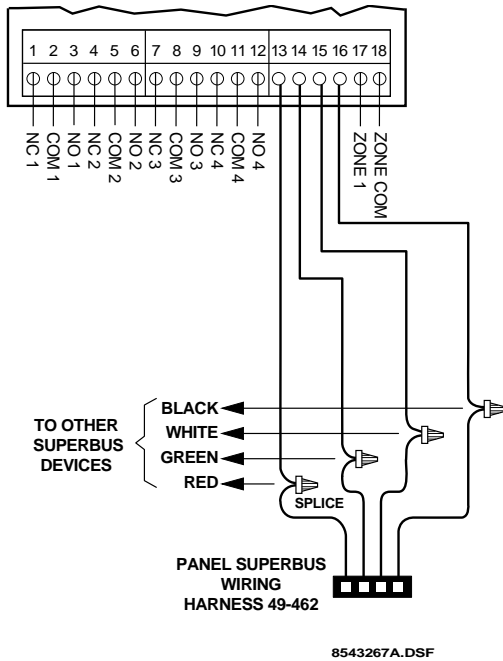 1 2 3 4 5 6 7 8 9 10 11 12 13 14 15 16 17 18
NC 1
COM 1
NO 1
NC 2
COM 2
NO 2
NC 3
COM 3
NO 3
NC 4
COM 4
NO 4
ZONE 1
ZONE COM
TO OTHER
SUPERBUS
DEVICES
BLACK
WHITE
GREEN
RED
SPLICE
PANEL SUPERBUS
WIRING
HARNESS 49-462
8543267A.DSF